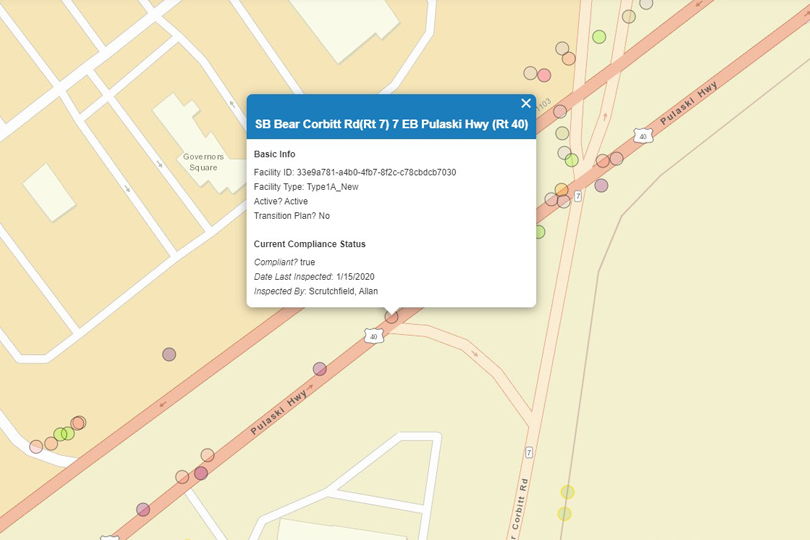 1103
Pulaski Hwy
40
×
SB Bear Corbitt Rd(Rt 7) 7 EB Pulaski Hwy (Rt 40)
Basic Info
Facility ID: 33e9a781-a4b0-4fb7-8f2c-c78cbdcb7030
Facility Type: Type1A_New
Active? Active
Transition Plan? No
Current Compliance Status
Compliant? true
Date Last Inspected: 1/15/2020
Inspected By: Scrutchfield, Allan
Governors
Square
7
40
Pulaski Hwy
7
r Corbitt Rd